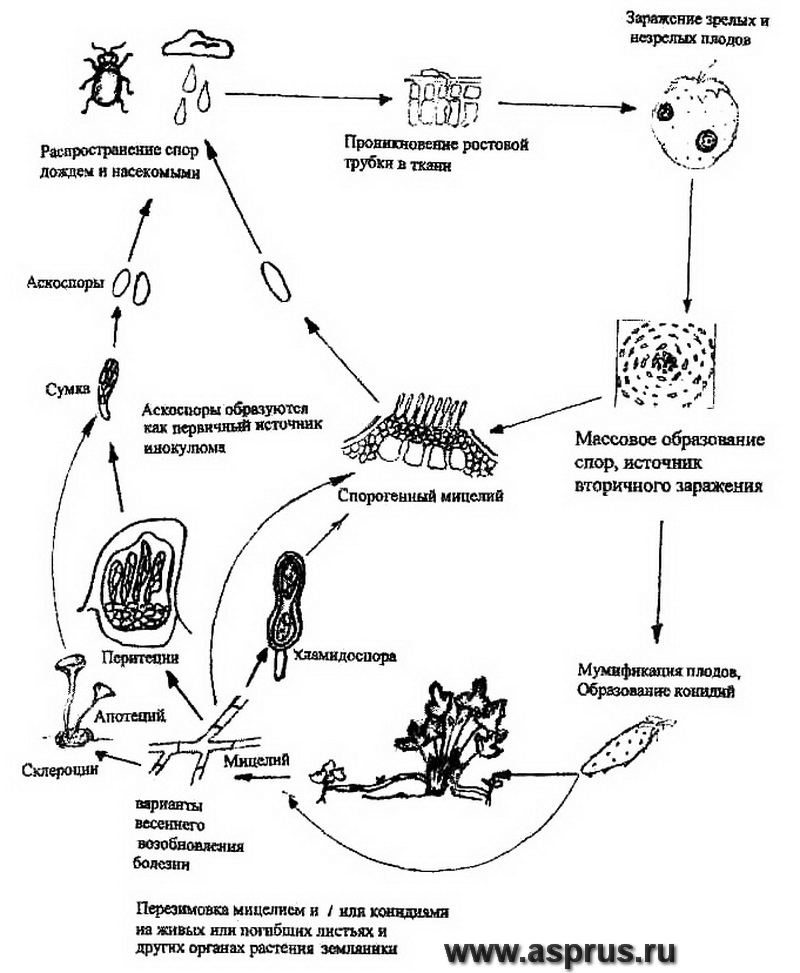 Заражение зрелых и
незрелых плодов
Распространение спор
дождем и насекомыми
Проникновение ростовой
трубки в ткани
Аскоспоры
Сумка
Аскоспоры образуются
как первичный источник
инокулюма
Спорогенный мицелий
Массовое образование
спор, источник
вторичного заражения
Перитеции
Хламидоспора
Мумификация плодов,
Образование конидий
Апотеций
Склероции
Мицелий
варианты
весеннего
возобновления
болезни
Перезимовка мицелием и / или конидиями
на живых или погибших листьях и
других органах растения земляники
www.asprus.ru